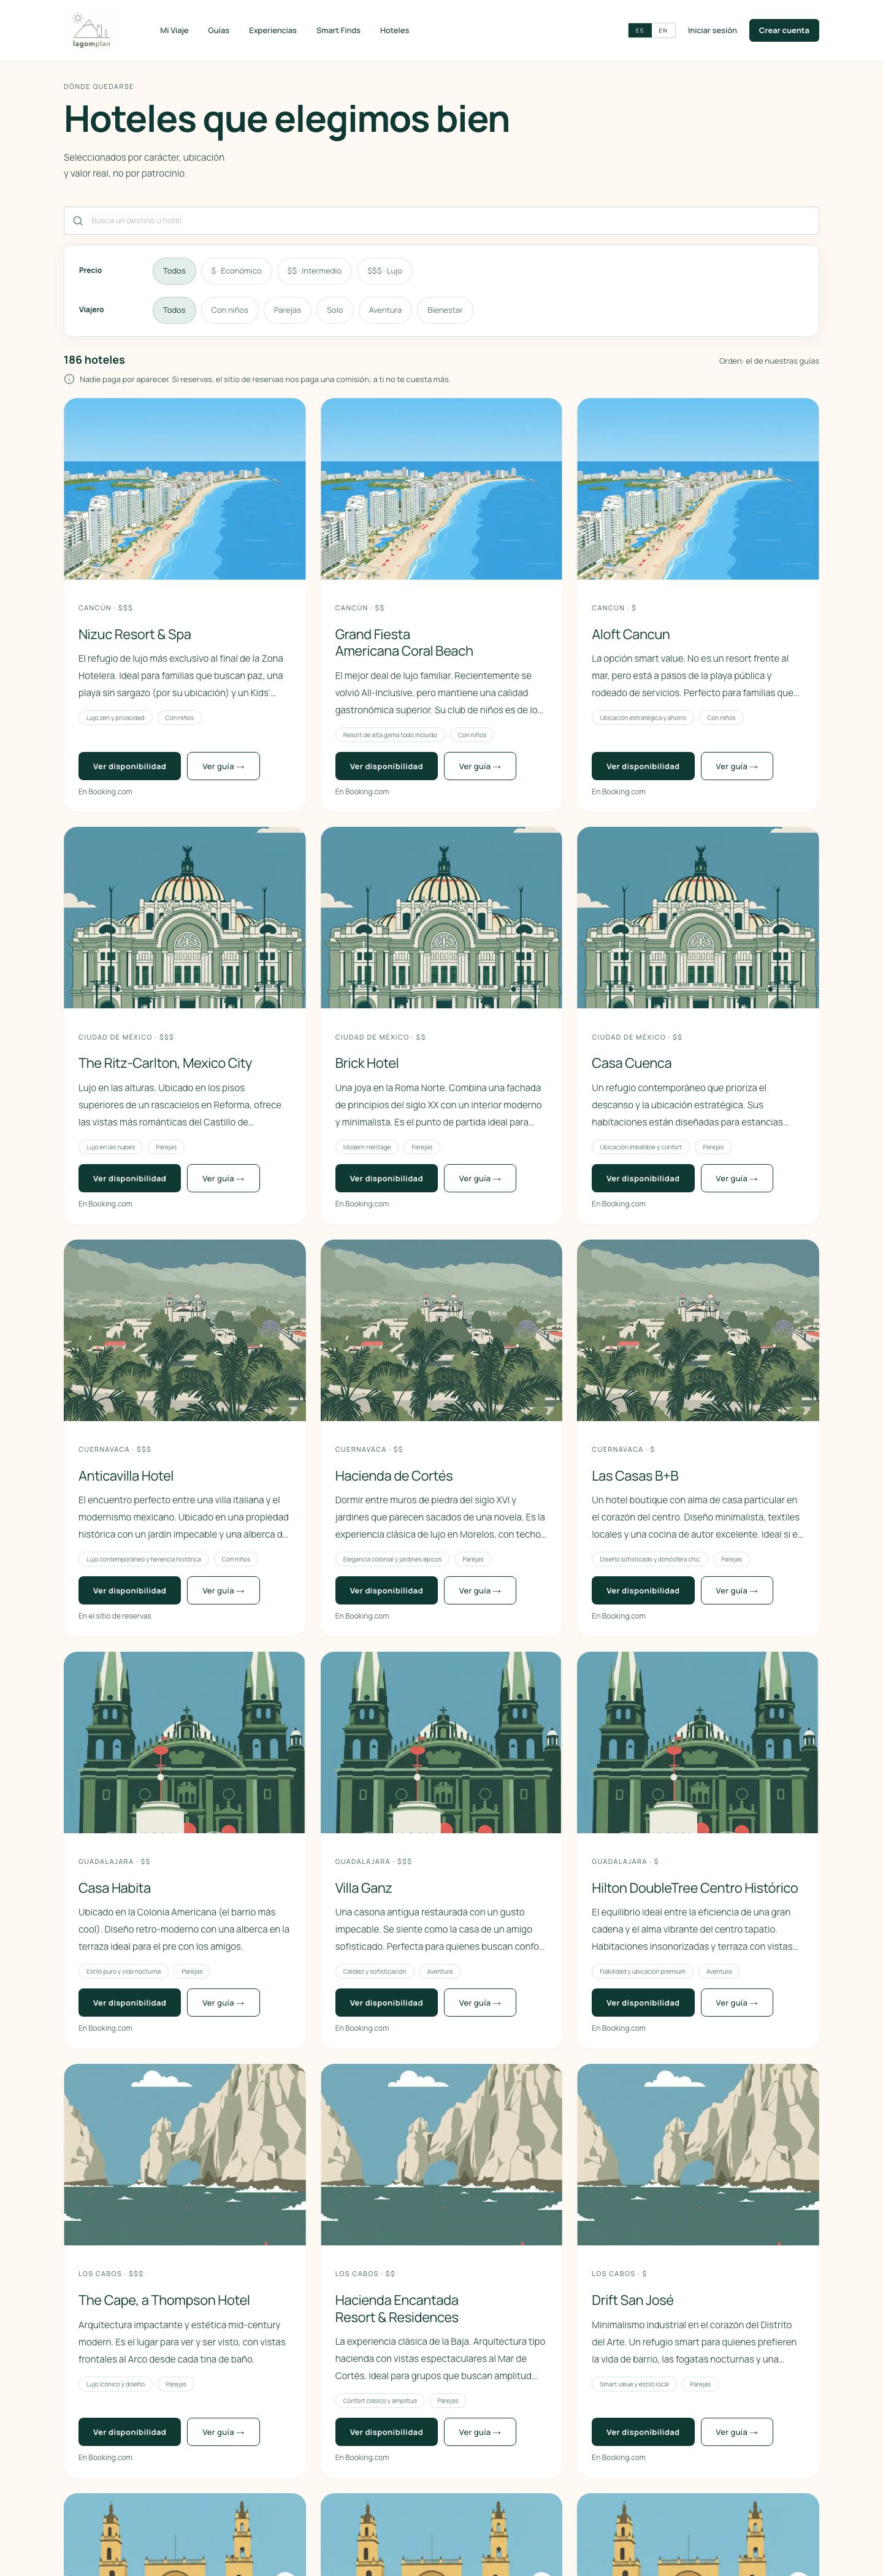 lagomplan
Mi Viaje
Guías
Experiencias
Smart Finds
Hoteles
ES
EN
Iniciar sesión
Crear cuenta
DÓNDE QUEDARSE
Hoteles que elegimos bien
Seleccionados por carácter, ubicación
y valor real, no por patrocinio.
Busca un destino u hotel
Precio
Todos
$ · Económico
$$ · Intermedio
$$$ · Lujo
Viajero
Todos
Con niños
Parejas
Solo
Aventura
Bienestar
186 hoteles
Orden: el de nuestras guías
Nadie paga por aparecer. Si reservas, el sitio de reservas nos paga una comisión; a ti no te cuesta más.
CANCÚN · $$$
Nizuc Resort & Spa
El refugio de lujo más exclusivo al final de la Zona
Hotelera. Ideal para familias que buscan paz, una
playa sin sargazo (por su ubicación) y un Kids'...
Lujo zen y privacidad
Con niños
Ver disponibilidad
Ver guía →
En Booking.com
CANCÚN · $$
Grand Fiesta
Americana Coral Beach
El mejor deal de lujo familiar. Recientemente se
volvió All-Inclusive, pero mantiene una calidad
gastronómica superior. Su club de niños es de lo...
Resort de alta gama todo incluido
Con niños
Ver disponibilidad
Ver guía →
En Booking.com
CANCÚN · $
Aloft Cancun
La opción smart value. No es un resort frente al
mar, pero está a pasos de la playa pública y
rodeado de servicios. Perfecto para familias que...
Ubicación estratégica y ahorro
Con niños
Ver disponibilidad
Ver guía →
En Booking.com
CIUDAD DE MÉXICO · $$$
The Ritz-Carlton, Mexico City
Lujo en las alturas. Ubicado en los pisos
superiores de un rascacielos en Reforma, ofrece
las vistas más románticas del Castillo de...
Lujo en las nubes
Parejas
Ver disponibilidad
Ver guía →
En Booking.com
CIUDAD DE MÉXICO · $$
Brick Hotel
Una joya en la Roma Norte. Combina una fachada
de principios del siglo XX con un interior moderno
y minimalista. Es el punto de partida ideal para...
Modern Heritage
Parejas
Ver disponibilidad
Ver guía →
En Booking.com
CIUDAD DE MÉXICO · $$
Casa Cuenca
Un refugio contemporáneo que prioriza el
descanso y la ubicación estratégica. Sus
habitaciones están diseñadas para estancias...
Ubicación imbatible y confort
Parejas
Ver disponibilidad
Ver guía →
En Booking.com
CUERNAVACA · $$$
Anticavilla Hotel
El encuentro perfecto entre una villa italiana y el
modernismo mexicano. Ubicado en una propiedad
histórica con un jardín impecable y una alberca d...
Lujo contemporáneo y herencia histórica
Con niños
Ver disponibilidad
Ver guía →
En el sitio de reservas
CUERNAVACA · $$
Hacienda de Cortés
Dormir entre muros de piedra del siglo XVI y
jardines que parecen sacados de una novela. Es la
experiencia clásica de lujo en Morelos, con techo...
Elegancia colonial y jardines épicos
Parejas
Ver disponibilidad
Ver guía →
En Booking.com
CUERNAVACA · $
Las Casas B+B
Un hotel boutique con alma de casa particular en
el corazón del centro. Diseño minimalista, textiles
locales y una cocina de autor excelente. Ideal si e...
Diseño sofisticado y atmósfera chic
Parejas
Ver disponibilidad
Ver guía →
En Booking.com
GUADALAJARA · $$
Casa Habita
Ubicado en la Colonia Americana (el barrio más
cool). Diseño retro-moderno con una alberca en la
terraza ideal para el pre con los amigos.
Estilo puro y vida nocturna
Parejas
Ver disponibilidad
Ver guía →
En Booking.com
GUADALAJARA · $$$
Villa Ganz
Una casona antigua restaurada con un gusto
impecable. Se siente como la casa de un amigo
sofisticado. Perfecta para quienes buscan confo...
Calidez y sofisticación
Aventura
Ver disponibilidad
Ver guía →
En Booking.com
GUADALAJARA · $
Hilton DoubleTree Centro Histórico
El equilibrio ideal entre la eficiencia de una gran
cadena y el alma vibrante del centro tapatío.
Habitaciones insonorizadas y terraza con vistas...
Fiabilidad y ubicación premium
Aventura
Ver disponibilidad
Ver guía →
En Booking.com
LOS CABOS · $$$
The Cape, a Thompson Hotel
Arquitectura impactante y estética mid-century
modern. Es el lugar para ver y ser visto, con vistas
frontales al Arco desde cada tina de baño.
Lujo icónico y diseño
Parejas
Ver disponibilidad
Ver guía →
En Booking.com
LOS CABOS · $$
Hacienda Encantada
Resort & Residences
La experiencia clásica de la Baja. Arquitectura tipo
hacienda con vistas espectaculares al Mar de
Cortés. Ideal para grupos que buscan amplitud...
Confort clásico y amplitud
Parejas
Ver disponibilidad
Ver guía →
En Booking.com
LOS CABOS · $
Drift San José
Minimalismo industrial en el corazón del Distrito
del Arte. Un refugio smart para quienes prefieren
la vida de barrio, las fogatas nocturnas y una...
Smart value y estilo local
Parejas
Ver disponibilidad
Ver guía →
En Booking.com